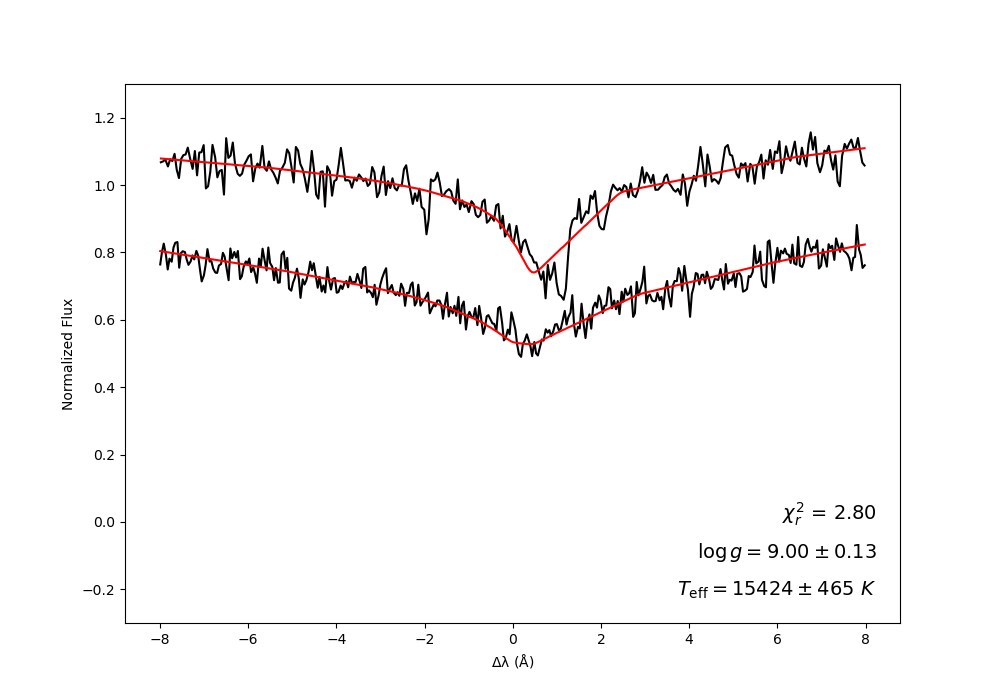 1.2
1.0
0.8
0.6
0.4
0.2
0.0
−0.2
Normalized Flux
χ²ᵣ = 2.80
log g = 9.00 ± 0.13
T_eff = 15424 ± 465 K
−8 −6 −4 −2 0 2 4 6 8
Δλ (Å)